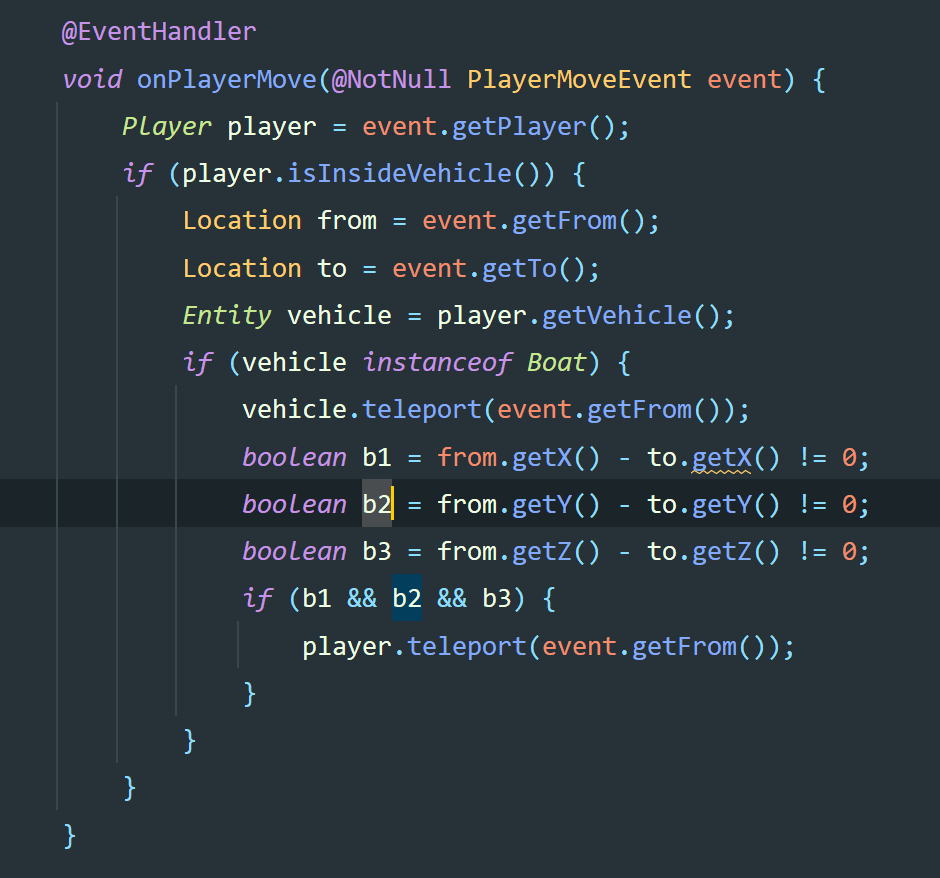 @EventHandler
void onPlayerMove(@NotNull PlayerMoveEvent event) {
    Player player = event.getPlayer();
    if (player.isInsideVehicle()) {
        Location from = event.getFrom();
        Location to = event.getTo();
        Entity vehicle = player.getVehicle();
        if (vehicle instanceof Boat) {
            vehicle.teleport(event.getFrom());
            boolean b1 = from.getX() - to.getX() != 0;
            boolean b2 = from.getY() - to.getY() != 0;
            boolean b3 = from.getZ() - to.getZ() != 0;
            if (b1 && b2 && b3) {
                player.teleport(event.getFrom());
            }
        }
    }
}